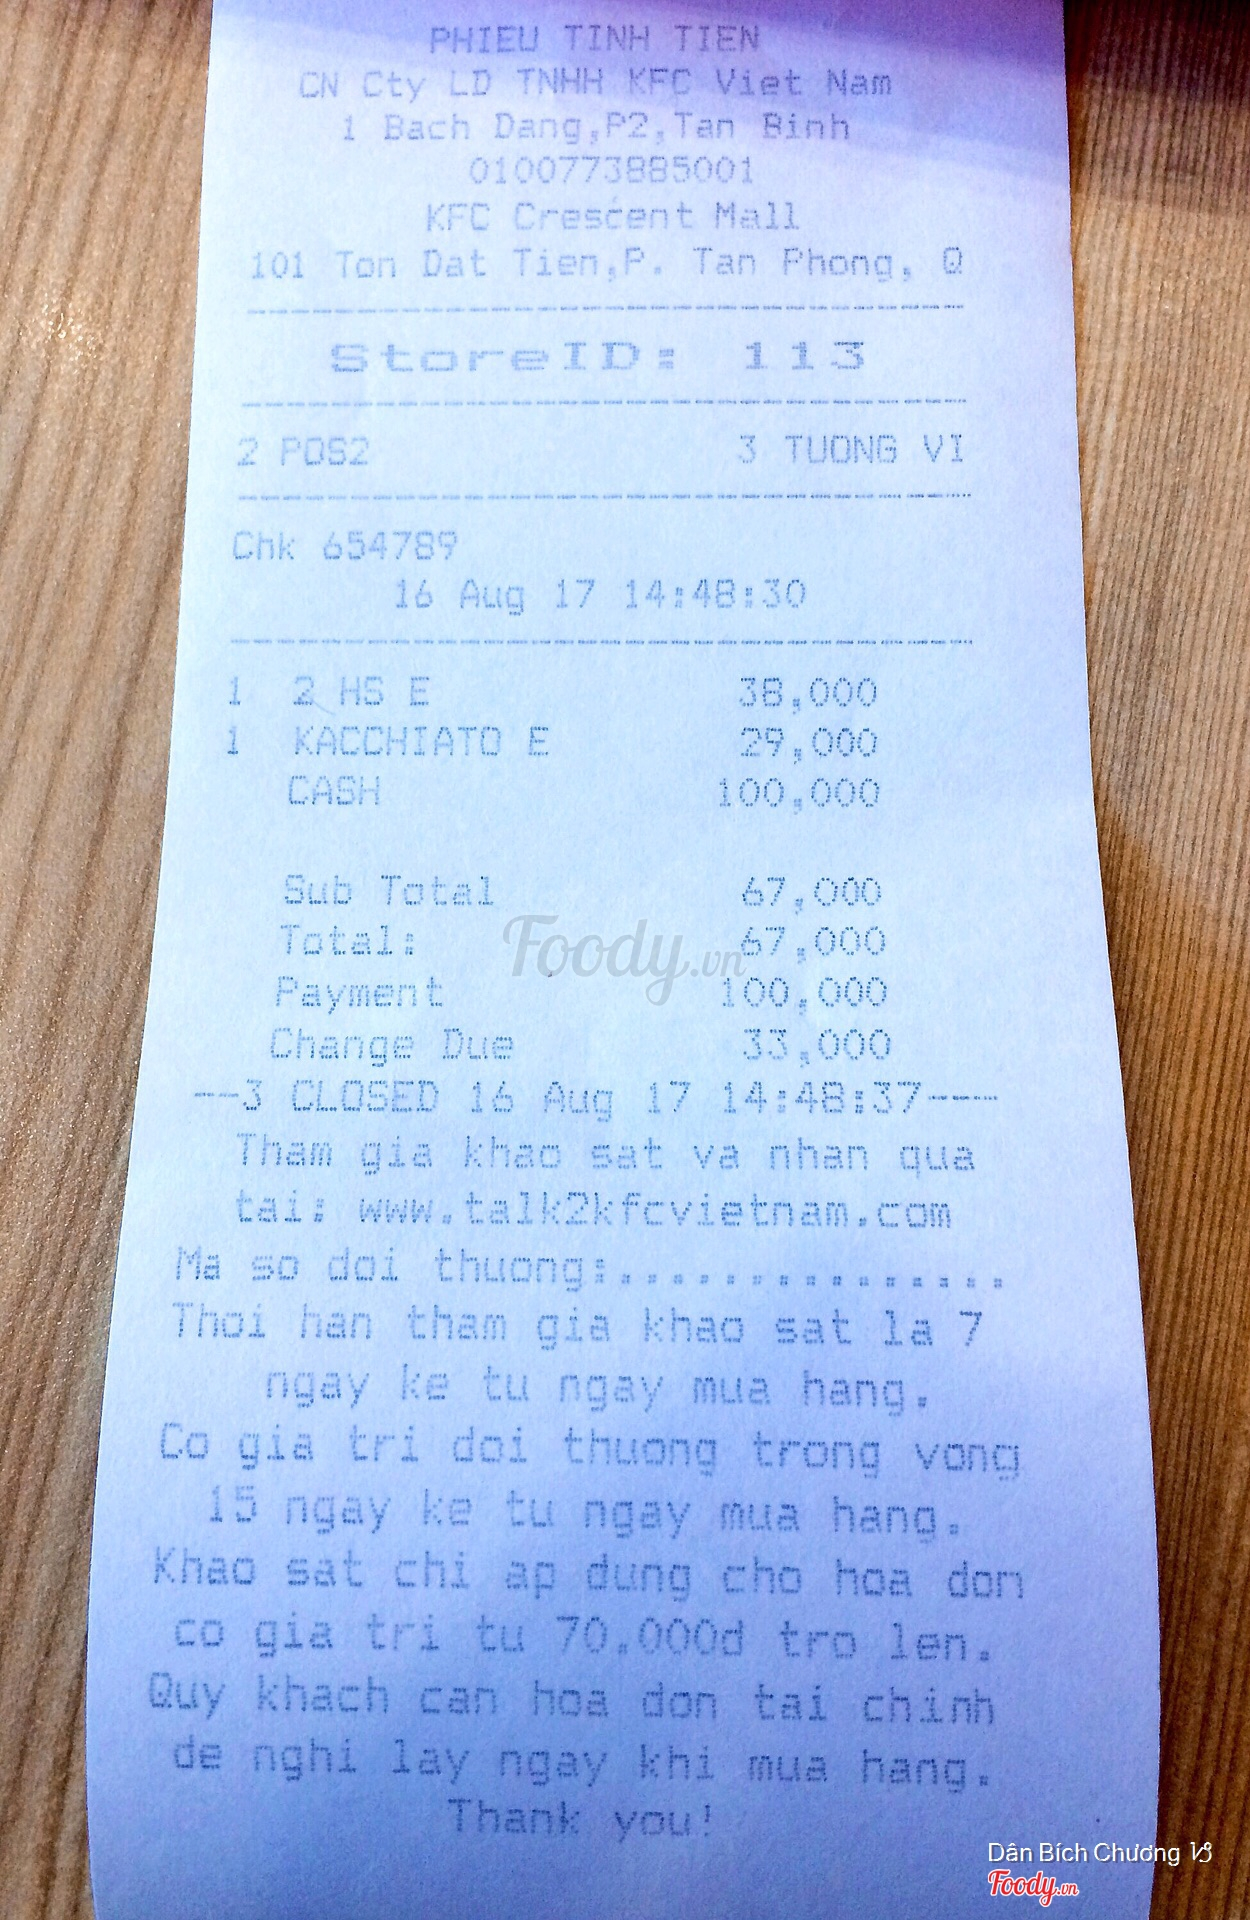 PHIEU TINH TIEN
CN Cty LD TNHH KFC Viet Nam
1 Bach Dang,P2,Tan Binh
0100773885001
KFC Crescent Mall
101 Ton Dat Tien,P. Tan Phong, Q
StoreID: 113
2 POS2 3 TUONG VI
Chk 654789
16 Aug 17 14:48:30
1 2 HS E 38,000
1 KACCHIATO E 29,000
CASH 100,000
Sub Total 67,000
Total: 67,000
Foody.vn
Payment 100,000
Change Due 33,000
--3 CLOSED 16 Aug 17 14:48:37---
Tham gia khao sat va nhan qua
tai: www.talk2kfcvietnam.com
Ma so doi thuong:...............
Thoi han tham gia khao sat la 7
ngay ke tu ngay mua hang.
Co gia tri doi thuong trong vong
15 ngay ke tu ngay mua hang.
Khao sat chi ap dung cho hoa don
co gia tri tu 70.000d tro len.
Quy khach can hoa don tai chinh
de nghi lay ngay khi mua hang.
Thank you!
Dân Bích Chương
Foody.vn